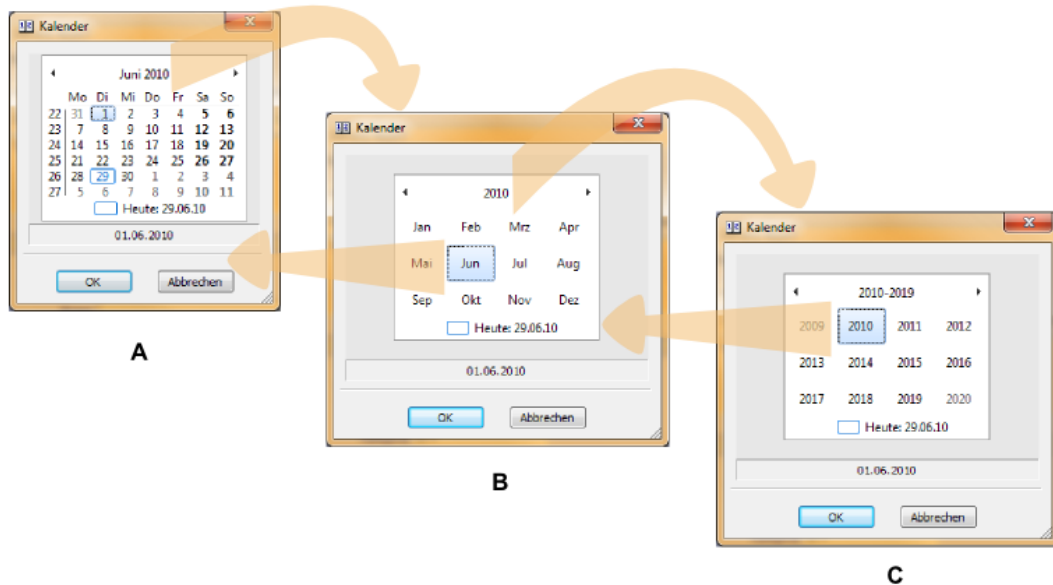 Kalender
Juni 2010
Mo Di Mi Do Fr Sa So
22 31 1 2 3 4 5 6
23 7 8 9 10 11 12 13
24 14 15 16 17 18 19 20
25 21 22 23 24 25 26 27
26 28 29 30 1 2 3 4
27 5 6 7 8 9 10 11
Heute: 29.06.10
01.06.2010
OK Abbrechen
A
Kalender
2010
Jan Feb Mrz Apr
Mai Jun Jul Aug
Sep Okt Nov Dez
Heute: 29.06.10
01.06.2010
OK Abbrechen
B
Kalender
2010-2019
2009 2010 2011 2012
2013 2014 2015 2016
2017 2018 2019 2020
Heute: 29.06.10
01.06.2010
OK Abbrechen
C